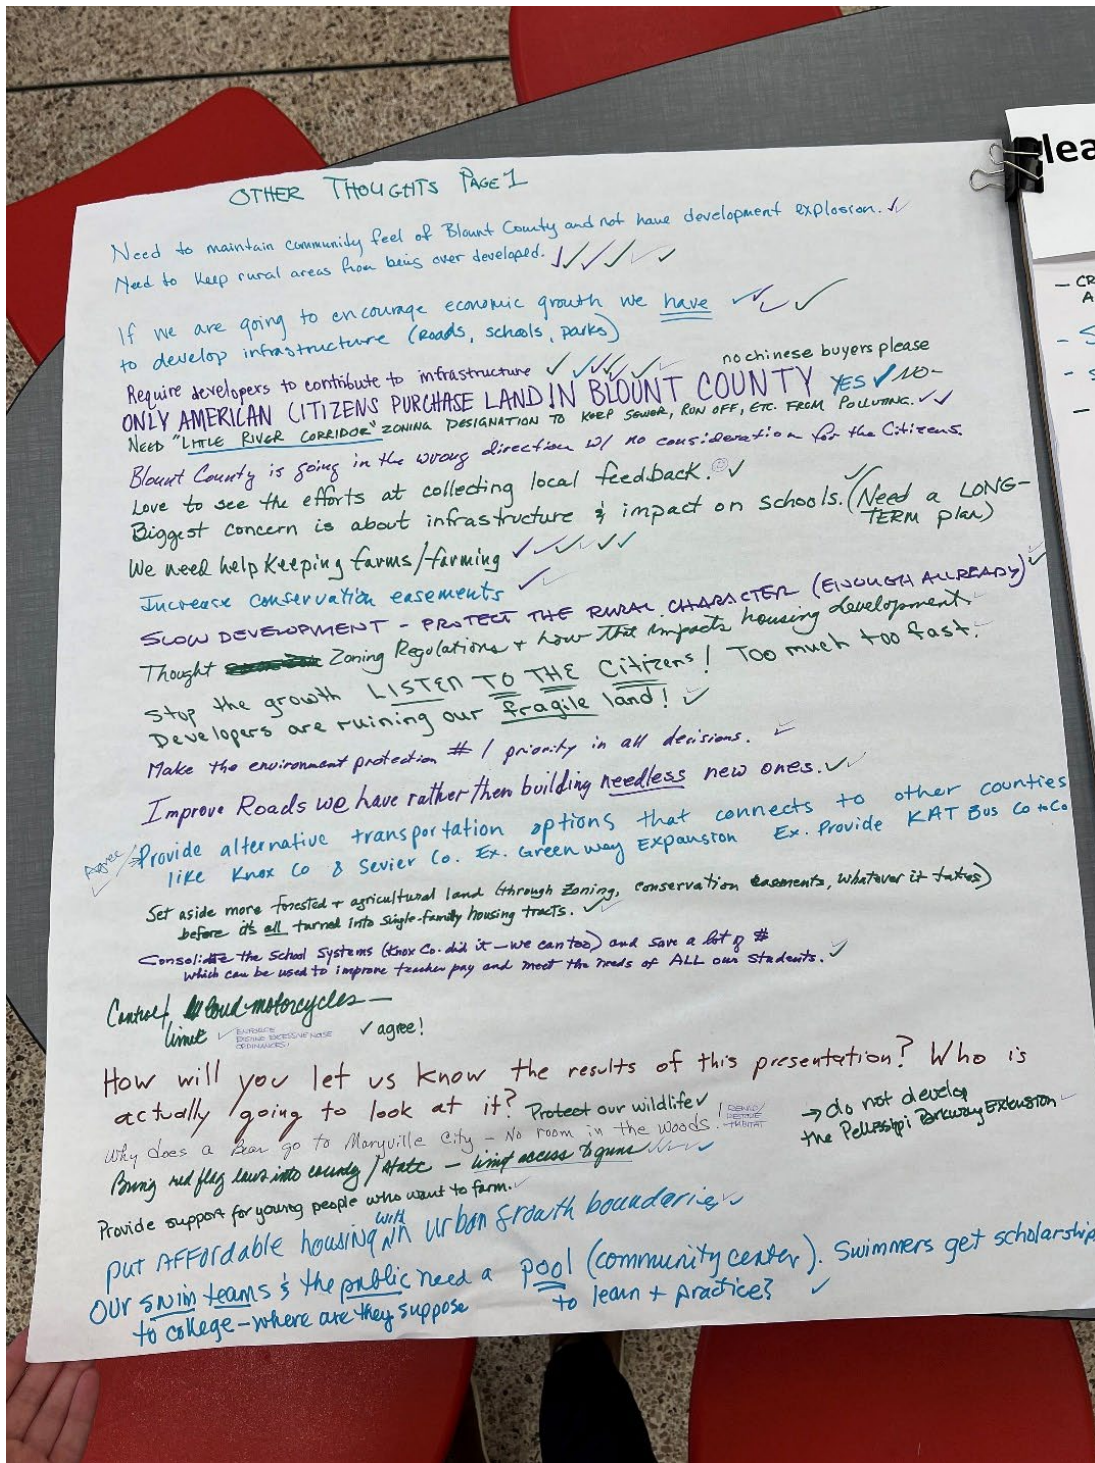 OTHER THOUGHTS PAGE 1
Need to maintain community feel of Blount County and not have development explosion. ✓✓
Need to keep rural areas from being over developed. ✓✓✓✓✓✓
If we are going to encourage economic growth we have ✓✓✓
to develop infrastructure (Roads, schools, parks)
Require developers to contribute to infrastructure ✓✓✓✓✓✓
no chinese buyers please
ONLY AMERICAN CITIZENS PURCHASE LAND IN BLOUNT COUNTY YES ✓ NO-
NEED "LITTLE RIVER CORRIDOR" ZONING DESIGNATION TO KEEP SEWER, RUN OFF, ETC. FROM POLLUTING. ✓✓
Blount County is going in the wrong direction w/ no consideration for the Citizens.
Love to see the efforts at collecting local feedback. ☺ ✓
Biggest concern is about infrastructure & impact on schools. ✓✓ (Need a LONG-
TERM plan)
We need help keeping farms/farming ✓✓✓✓✓
Increase conservation easements ✓✓
SLOW DEVELOPMENT - PROTECT THE RURAL CHARACTER (ENOUGH ALLREADY) ✓✓
Thought Zoning Regulations + how that impacts housing development. ✓
Stop the growth LISTEN TO THE Citizens! Too much too fast. ✓
Developers are ruining our fragile land! ✓
Make the environment protection #1 priority in all decisions. ✓
Improve Roads we have rather then building needless new ones. ✓✓
Agree ✓
Provide alternative transportation options that connects to other counties
like Knox Co & Sevier Co. Ex. Greenway Expansion Ex. Provide KAT Bus Co to Co
Set aside more forested + agricultural land (through zoning, conservation easments, whatever it takes)
before it's all turned into single-family housing tracts. ✓✓
Consolidate the School Systems (Knox Co. did it - we can too) and save a lot of $
which can be used to improve teacher pay and meet the needs of ALL our students. ✓✓
Control/ loud motorcycles —
limit ✓ ENFORCE
EXCESSIVE NOISE
ORDINANCES!
✓ agree!
How will you let us know the results of this presentation? Who is
actually going to look at it? Protect our wildlife ✓
Why does a Bear go to Maryville City - No room in the woods!
HABITAT
→ do not develop
the Pellissippi Parkway Extension ✓
Bring red flag laws into county/state - limit access to guns ✓✓✓✓
Provide support for young people who want to farm. ✓
put AFFORDABLE housing with in urban growth boundaries ✓✓
Our swim teams & the public need a pool (community center). Swimmers get scholarship
to college - where are they suppose to learn + practice? ✓
lea
- CR
A
- S
- S
-